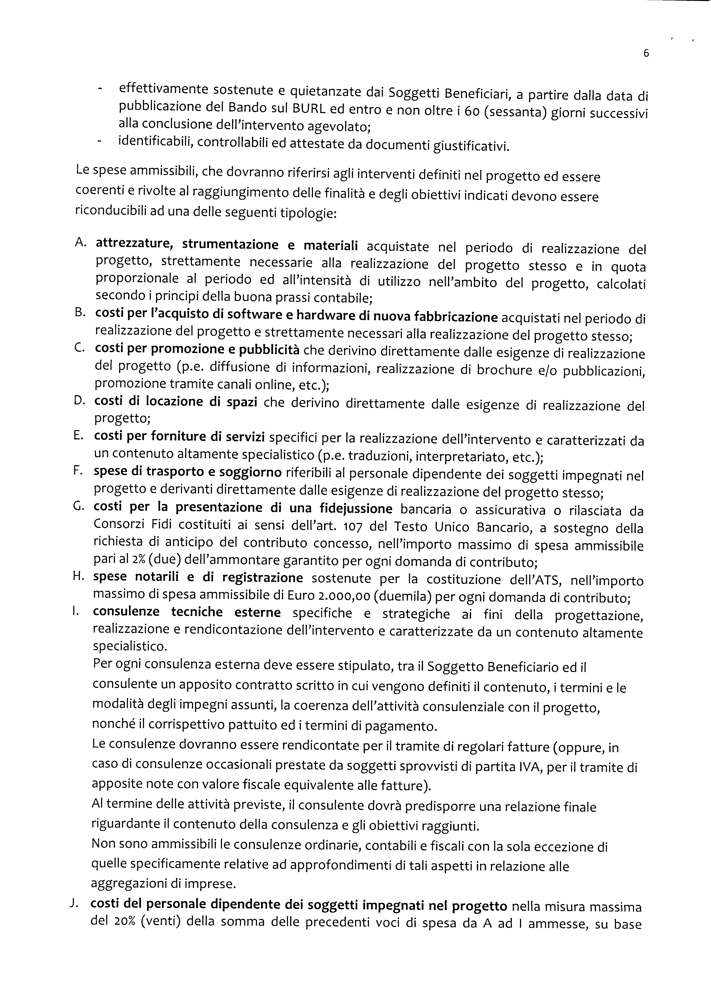 6
- effettivamente sostenute e quietanzate dai Soggetti Beneficiari, a partire dalla data di
pubblicazione del Bando sul BURL ed entro e non oltre i 60 (sessanta) giorni successivi
alla conclusione dell'intervento agevolato;
- identificabili, controllabili ed attestate da documenti giustificativi.
Le spese ammissibili, che dovranno riferirsi agli interventi definiti nel progetto ed essere
coerenti e rivolte al raggiungimento delle finalità e degli obiettivi indicati devono essere
riconducibili ad una delle seguenti tipologie:
A. attrezzature, strumentazione e materiali acquistate nel periodo di realizzazione del
progetto, strettamente necessarie alla realizzazione del progetto stesso e in quota
proporzionale al periodo ed all'intensità di utilizzo nell'ambito del progetto, calcolati
secondo i principi della buona prassi contabile;
B. costi per l'acquisto di software e hardware di nuova fabbricazione acquistati nel periodo di
realizzazione del progetto e strettamente necessari alla realizzazione del progetto stesso;
C. costi per promozione e pubblicità che derivino direttamente dalle esigenze di realizzazione
del progetto (p.e. diffusione di informazioni, realizzazione di brochure e/o pubblicazioni,
promozione tramite canali online, etc.);
D. costi di locazione di spazi che derivino direttamente dalle esigenze di realizzazione del
progetto;
E. costi per forniture di servizi specifici per la realizzazione dell'intervento e caratterizzati da
un contenuto altamente specialistico (p.e. traduzioni, interpretariato, etc.);
F. spese di trasporto e soggiorno riferibili al personale dipendente dei soggetti impegnati nel
progetto e derivanti direttamente dalle esigenze di realizzazione del progetto stesso;
G. costi per la presentazione di una fidejussione bancaria o assicurativa o rilasciata da
Consorzi Fidi costituiti ai sensi dell'art. 107 del Testo Unico Bancario, a sostegno della
richiesta di anticipo del contributo concesso, nell'importo massimo di spesa ammissibile
pari al 2% (due) dell'ammontare garantito per ogni domanda di contributo;
H. spese notarili e di registrazione sostenute per la costituzione dell'ATS, nell'importo
massimo di spesa ammissibile di Euro 2.000,00 (duemila) per ogni domanda di contributo;
I. consulenze tecniche esterne specifiche e strategiche ai fini della progettazione,
realizzazione e rendicontazione dell'intervento e caratterizzate da un contenuto altamente
specialistico.
Per ogni consulenza esterna deve essere stipulato, tra il Soggetto Beneficiario ed il
consulente un apposito contratto scritto in cui vengono definiti il contenuto, i termini e le
modalità degli impegni assunti, la coerenza dell'attività consulenziale con il progetto,
nonché il corrispettivo pattuito ed i termini di pagamento.
Le consulenze dovranno essere rendicontate per il tramite di regolari fatture (oppure, in
caso di consulenze occasionali prestate da soggetti sprovvisti di partita IVA, per il tramite di
apposite note con valore fiscale equivalente alle fatture).
Al termine delle attività previste, il consulente dovrà predisporre una relazione finale
riguardante il contenuto della consulenza e gli obiettivi raggiunti.
Non sono ammissibili le consulenze ordinarie, contabili e fiscali con la sola eccezione di
quelle specificamente relative ad approfondimenti di tali aspetti in relazione alle
aggregazioni di imprese.
J. costi del personale dipendente dei soggetti impegnati nel progetto nella misura massima
del 20% (venti) della somma delle precedenti voci di spesa da A ad I ammesse, su base